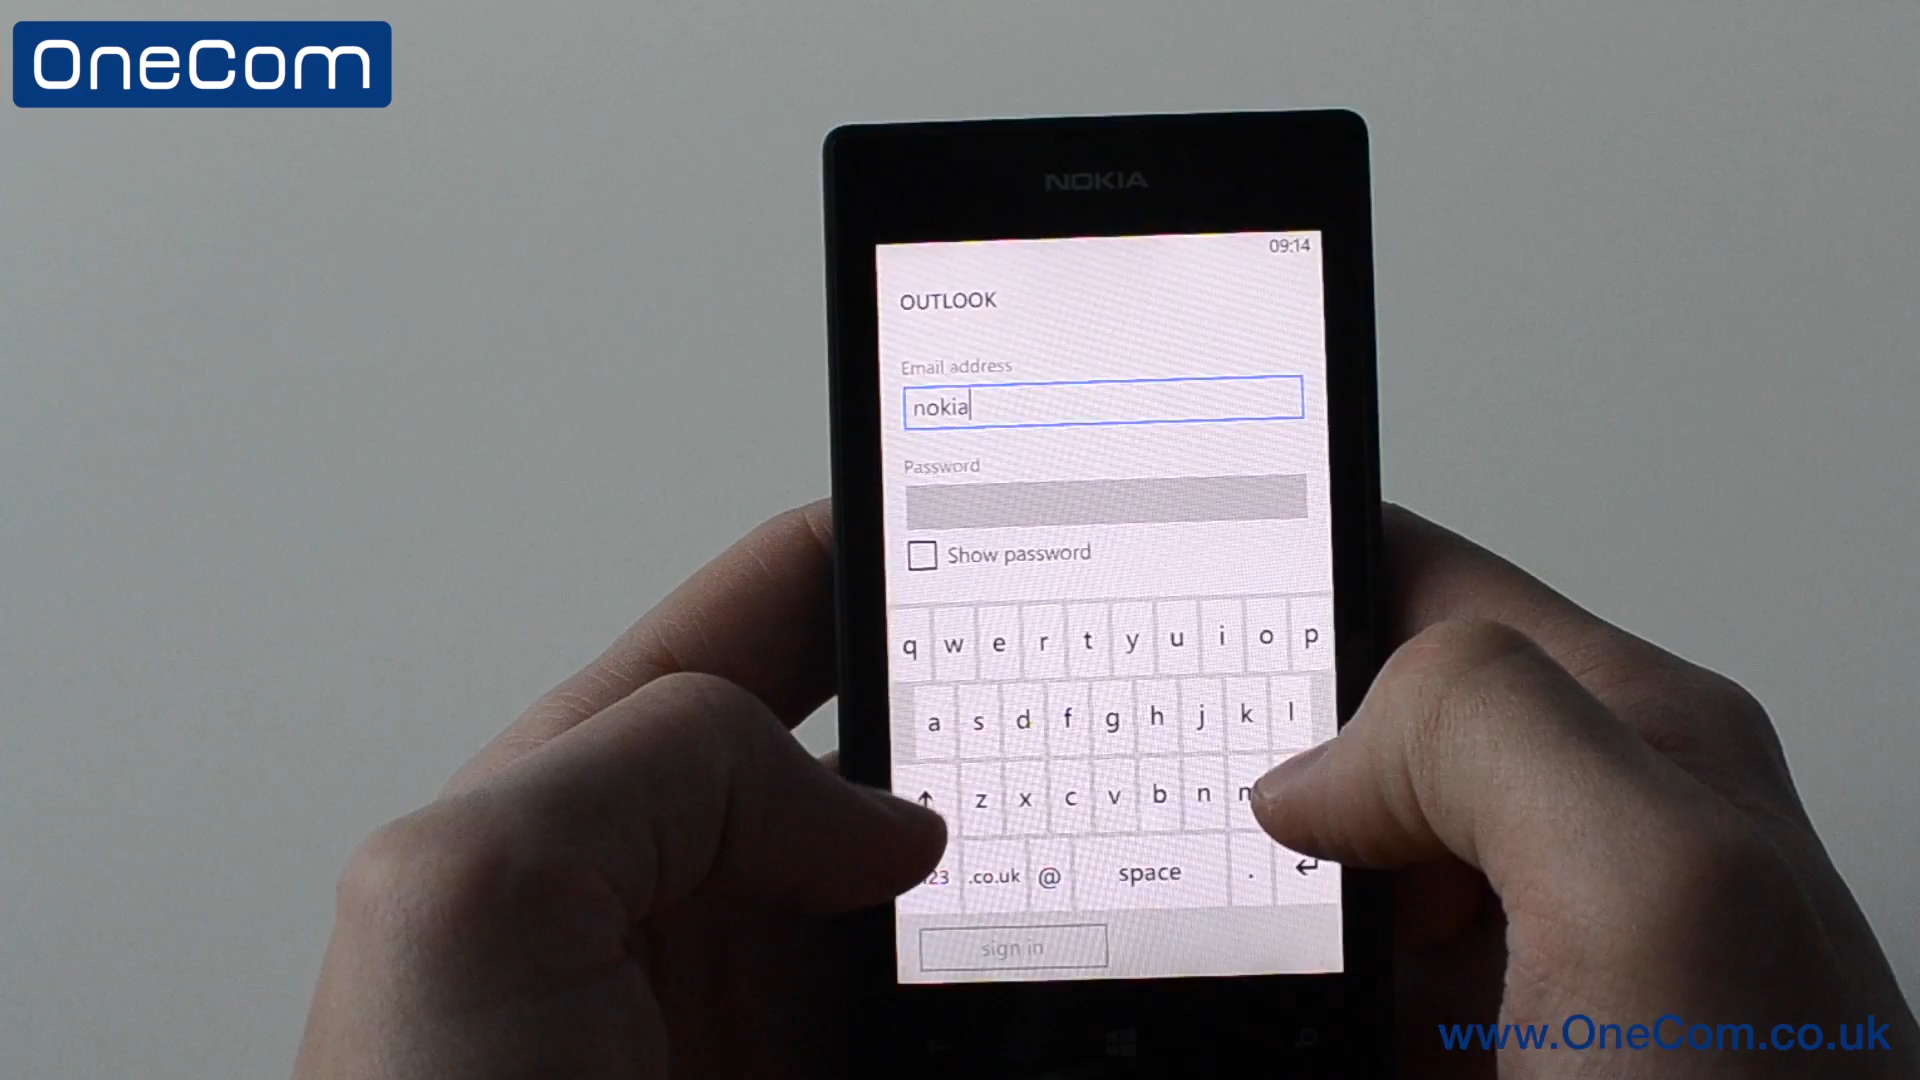 OneCom
NOKIA
09:14
OUTLOOK
Email address
nokia
Password
Show password
q w e r t y u i o p
a s d f g h j k l
z x c v b n
.co.uk @ space .
sign in
www.OneCom.co.uk